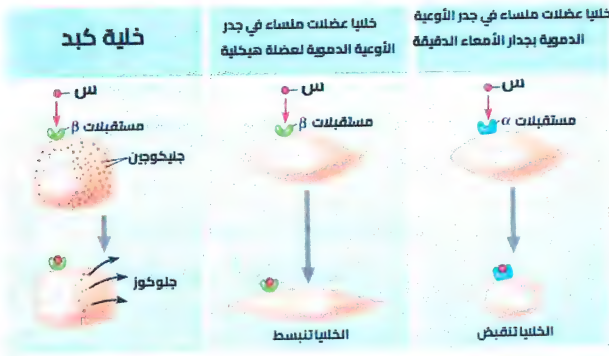 خلايا عضلات ملساء في جدر الأوعية
الدموية بجدار الأمعاء الدقيقة
س
مستقبلات α
الخلايا تنقبض
خلايا عضلات ملساء في جدر
الأوعية الدموية لعضلة هيكلية
س
مستقبلات β
الخلايا تنبسط
خلية كبد
س
مستقبلات β
جليكوجين
جلوكوز